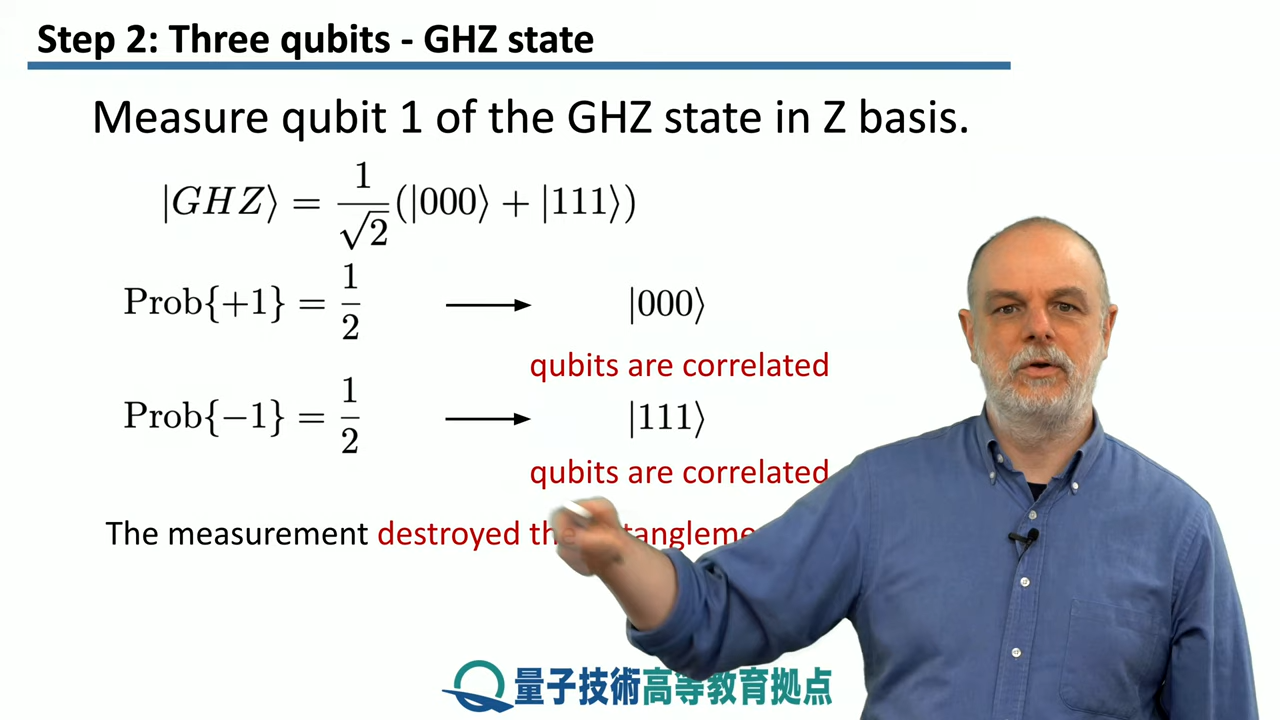 Step 2: Three qubits - GHZ state
Measure qubit 1 of the GHZ state in Z basis.
|GHZ⟩ = 1/√2 (|000⟩ + |111⟩)
Prob{+1} = 1/2 ⟶ |000⟩
qubits are correlated
Prob{−1} = 1/2 ⟶ |111⟩
qubits are correlated
The measurement destroyed
量子技術高等教育拠点